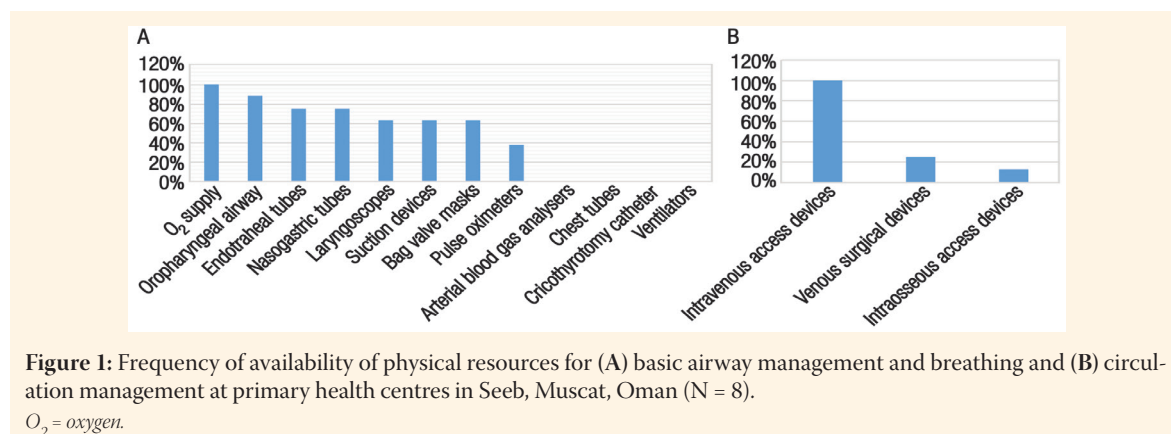 A
120%
100%
80%
60%
40%
20%
0%
O2 supply
Oropharyngeal airway
Endotraheal tubes
Nasogastric tubes
Laryngoscopes
Suction devices
Bag valve masks
Pulse oximeters
Arterial blood gas analysers
Chest tubes
Cricothyrotomy catheter
Ventilators
B
120%
100%
80%
60%
40%
20%
0%
Intravenous access devices
Venous surgical devices
Intraosseous access devices
Figure 1: Frequency of availability of physical resources for (A) basic airway management and breathing and (B) circul-
ation management at primary health centres in Seeb, Muscat, Oman (N = 8).
O2 = oxygen.